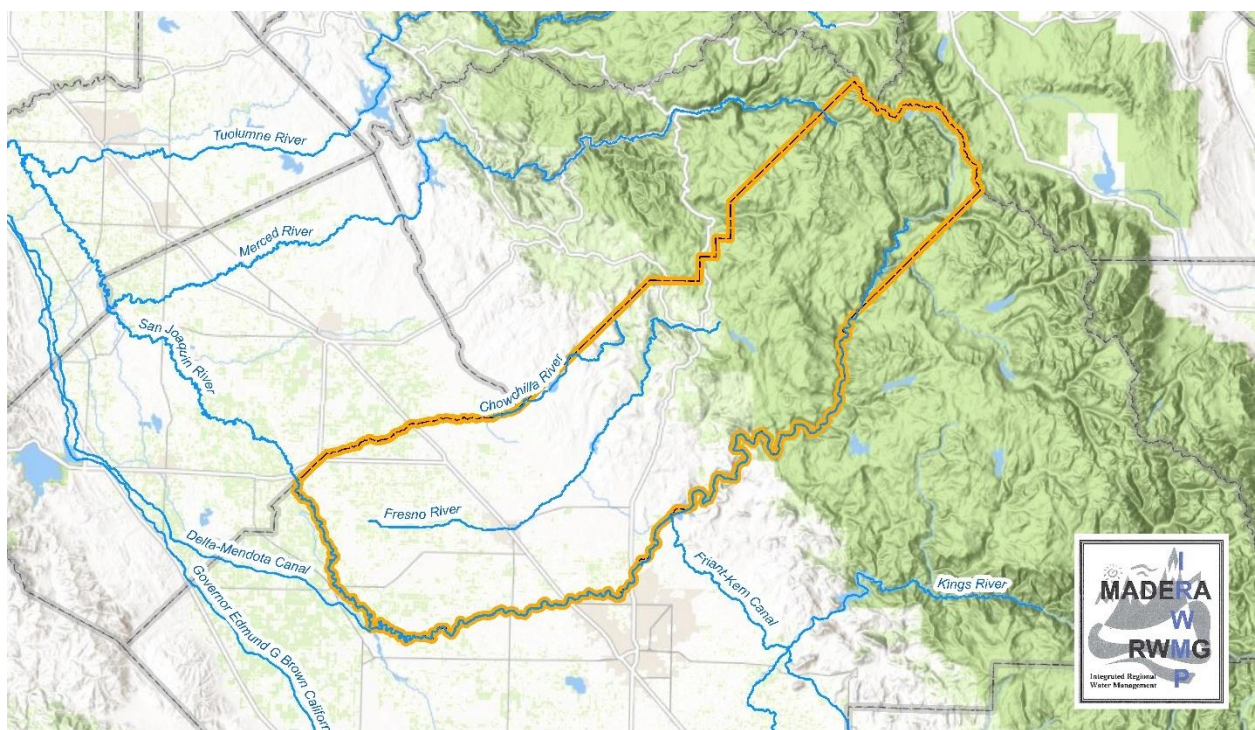 Tuolumne River
Merced River
San Joaquin River
Chowchilla River
Fresno River
Delta-Mendota Canal
Governor Edmund G Brown Californ
Friant-Kern Canal
Kings River
IRWMP
MADERA
RWMG
Integrated Regional
Water Management